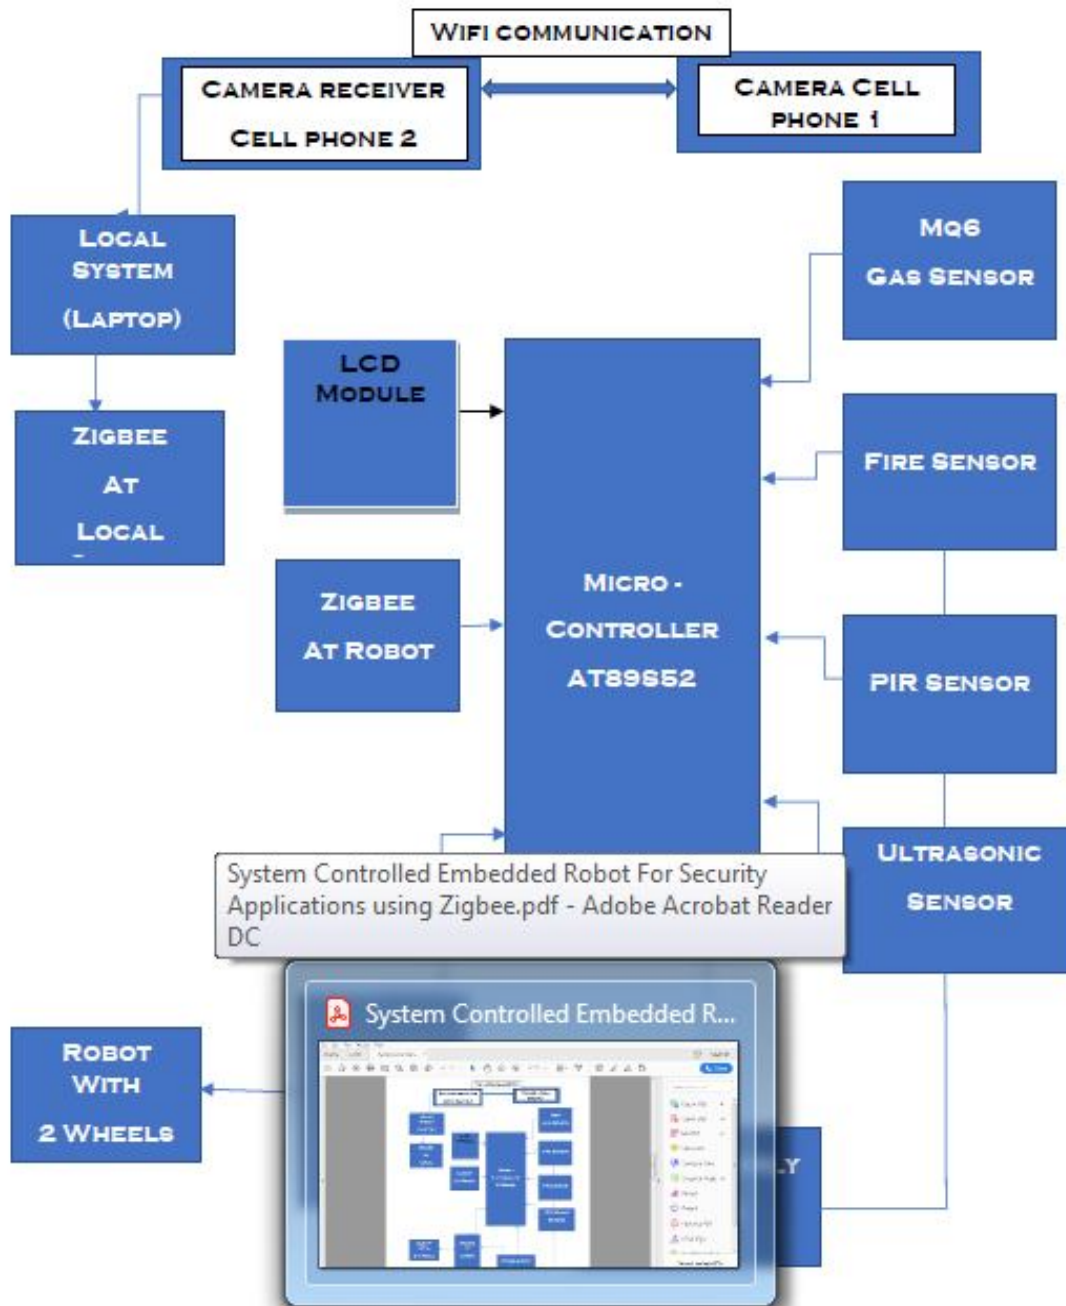 WIFI COMMUNICATION
CAMERA RECEIVER
CELL PHONE 2
CAMERA CELL
PHONE 1
LOCAL
SYSTEM
(LAPTOP)
MQ6
GAS SENSOR
LCD
MODULE
ZIGBEE
AT
LOCAL
FIRE SENSOR
ZIGBEE
AT ROBOT
MICRO -
CONTROLLER
AT89S52
PIR SENSOR
ULTRASONIC
SENSOR
System Controlled Embedded Robot For Security
Applications using Zigbee.pdf - Adobe Acrobat Reader
DC
System Controlled Embedded R...
ROBOT
WITH
2 WHEELS
LY